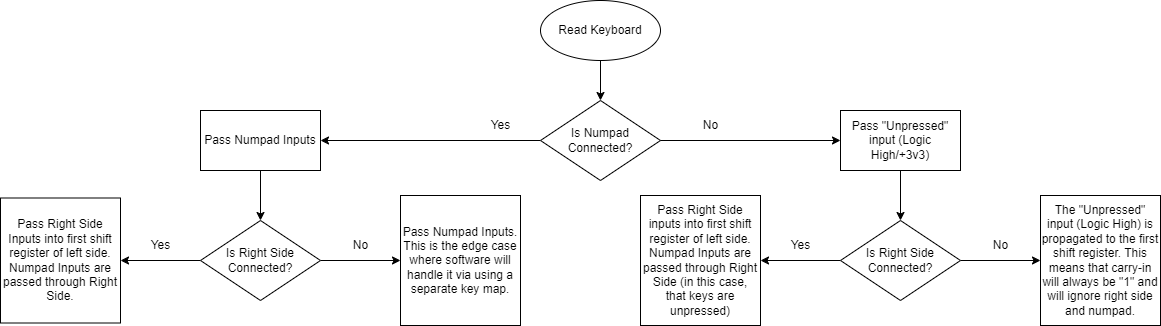 Read Keyboard
Is Numpad
Connected?
Yes
No
Pass Numpad Inputs
Pass "Unpressed"
input (Logic
High/+3v3)
Pass Right Side
Inputs into first shift
register of left side.
Numpad Inputs are
passed through Right
Side.
Yes
Is Right Side
Connected?
No
Pass Numpad Inputs.
This is the edge case
where software will
handle it via using a
separate key map.
Pass Right Side
inputs into first shift
register of left side.
Numpad Inputs are
passed through Right
Side (in this case,
that keys are
unpressed)
Yes
Is Right Side
Connected?
No
The "Unpressed"
input (Logic High) is
propagated to the first
shift register. This
means that carry-in
will always be "1" and
will ignore right side
and numpad.